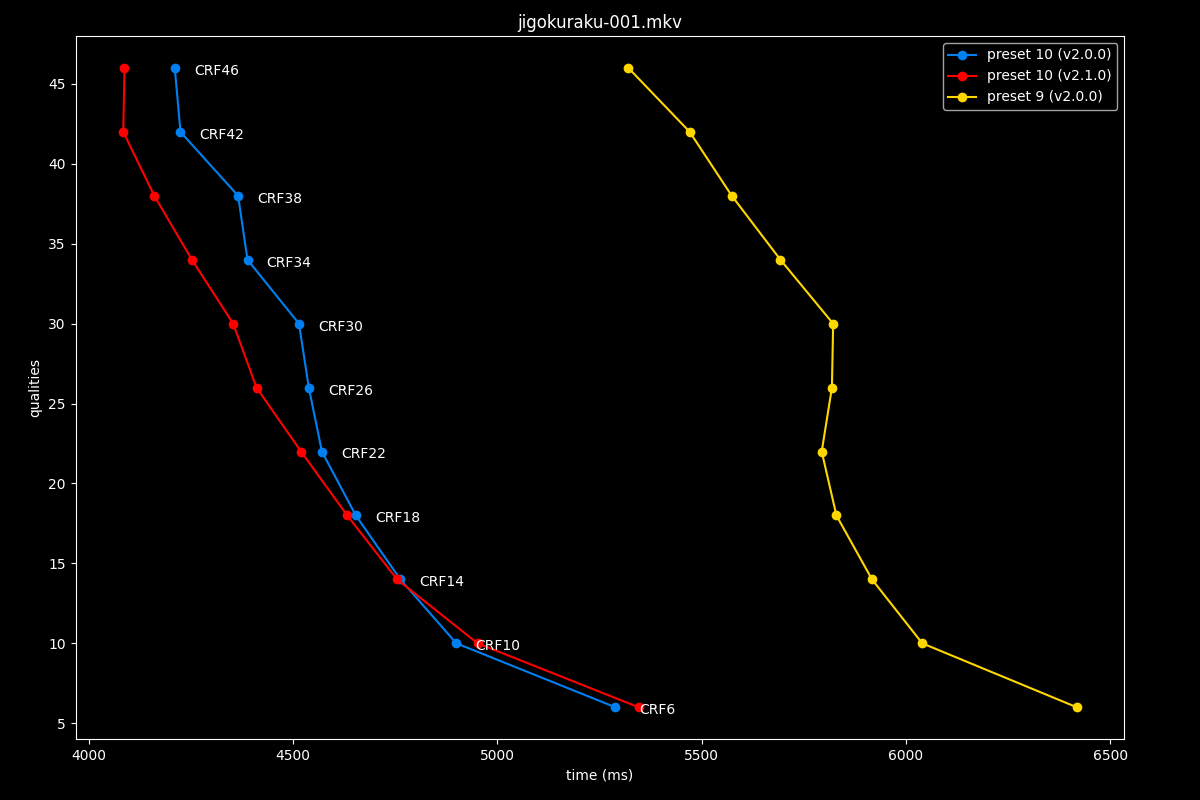 jigokuraku-001.mkv
preset 10 (v2.0.0)
preset 10 (v2.1.0)
preset 9 (v2.0.0)
CRF46
CRF42
CRF38
CRF34
CRF30
CRF26
CRF22
CRF18
CRF14
CRF10
CRF6
45
40
35
30
25
20
15
10
5
qualities
4000 4500 5000 5500 6000 6500
time (ms)